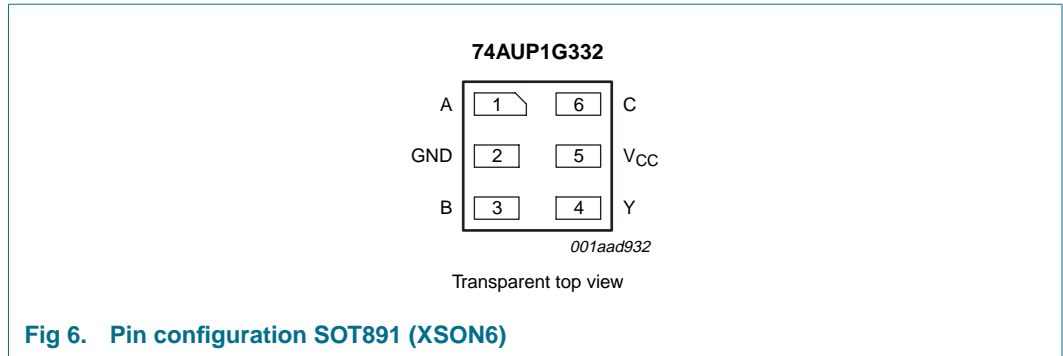 74AUP1G332
A 1 6 C
GND 2 5 VCC
B 3 4 Y
001aad932
Transparent top view
Fig 6. Pin configuration SOT891 (XSON6)